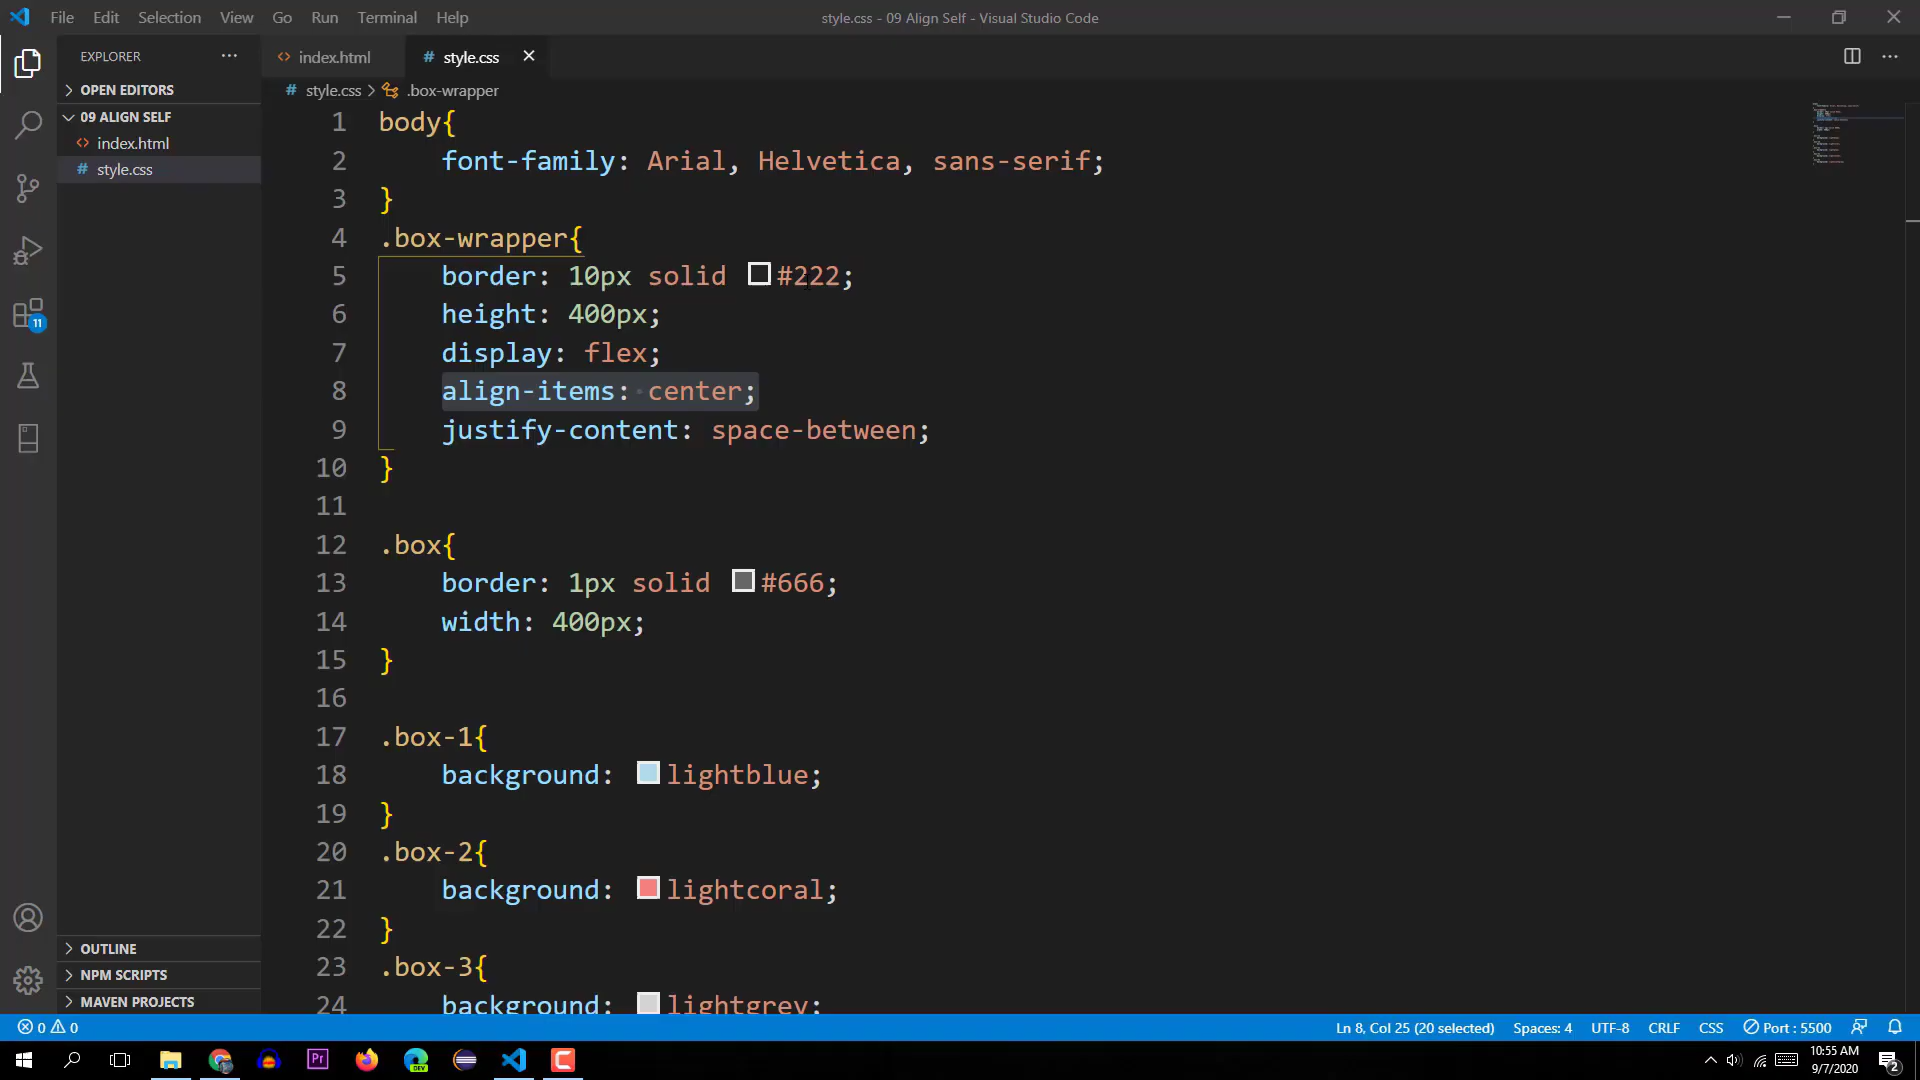 File Edit Selection View Go Run Terminal Help
style.css - 09 Align Self - Visual Studio Code
EXPLORER
OPEN EDITORS
09 ALIGN SELF
index.html
style.css
OUTLINE
NPM SCRIPTS
MAVEN PROJECTS
11
index.html
style.css
style.css > .box-wrapper
1 body{
2 font-family: Arial, Helvetica, sans-serif;
3 }
4 .box-wrapper{
5 border: 10px solid #222;
6 height: 400px;
7 display: flex;
8 align-items: center;
9 justify-content: space-between;
10 }
11
12 .box{
13 border: 1px solid #666;
14 width: 400px;
15 }
16
17 .box-1{
18 background: lightblue;
19 }
20 .box-2{
21 background: lightcoral;
22 }
23 .box-3{
24 background: lightgrey;
0 0
Ln 8, Col 25 (20 selected) Spaces: 4 UTF-8 CRLF CSS Port : 5500
Pr
DEV
10:55 AM
9/7/2020
2